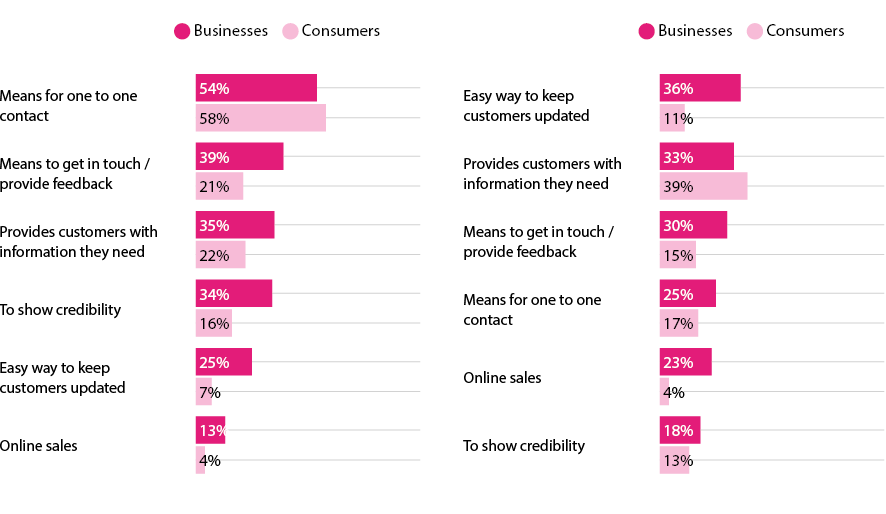 Businesses Consumers
Means for one to one
contact
54%
58%
Means to get in touch /
provide feedback
39%
21%
Provides customers with
information they need
35%
22%
To show credibility
34%
16%
Easy way to keep
customers updated
25%
7%
Online sales
13%
4%
Businesses Consumers
Easy way to keep
customers updated
36%
11%
Provides customers with
information they need
33%
39%
Means to get in touch /
provide feedback
30%
15%
Means for one to one
contact
25%
17%
Online sales
23%
4%
To show credibility
18%
13%